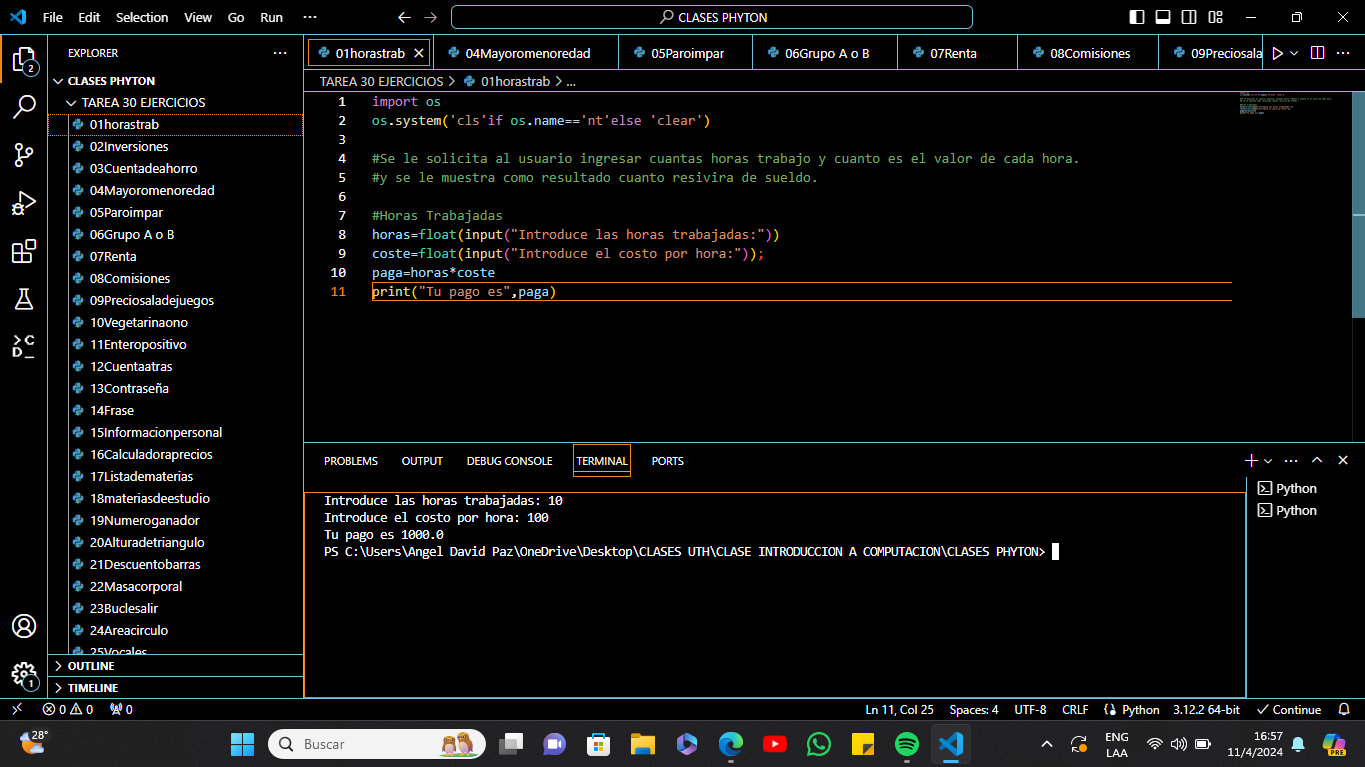 File Edit Selection View Go Run ··· CLASES PHYTON
EXPLORER ···
2
CLASES PHYTON
TAREA 30 EJERCICIOS
01horastrab
02Inversiones
03Cuentadeahorro
04Mayoromenoredad
05Paroimpar
06Grupo A o B
07Renta
08Comisiones
09Preciosaladejuegos
10Vegetarinaono
11Enteropositivo
12Cuentaatras
13Contraseña
14Frase
15Informacionpersonal
16Calculadoraprecios
17Listadematerias
18materiasdeestudio
19Numeroganador
20Alturadetriangulo
21Descuentobarras
22Masacorporal
23Buclesalir
24Areacirculo
25Vocales
OUTLINE
TIMELINE
1
01horastrab 04Mayoromenoredad 05Paroimpar 06Grupo A o B 07Renta 08Comisiones 09Preciosala ···
TAREA 30 EJERCICIOS > 01horastrab > ...
1 import os
2 os.system('cls'if os.name=='nt'else 'clear')
3
4 #Se le solicita al usuario ingresar cuantas horas trabajo y cuanto es el valor de cada hora.
5 #y se le muestra como resultado cuanto resivira de sueldo.
6
7 #Horas Trabajadas
8 horas=float(input("Introduce las horas trabajadas:"))
9 coste=float(input("Introduce el costo por hora:"));
10 paga=horas*coste
11 print("Tu pago es",paga)
PROBLEMS OUTPUT DEBUG CONSOLE TERMINAL PORTS ···
Introduce las horas trabajadas: 10
Introduce el costo por hora: 100
Tu pago es 1000.0
PS C:\Users\Angel David Paz\OneDrive\Desktop\CLASES UTH\CLASE INTRODUCCION A COMPUTACION\CLASES PHYTON>
Python
Python
0 0 0 Ln 11, Col 25 Spaces: 4 UTF-8 CRLF Python 3.12.2 64-bit Continue
28° Buscar ENG LAA 16:57 11/4/2024 PRE